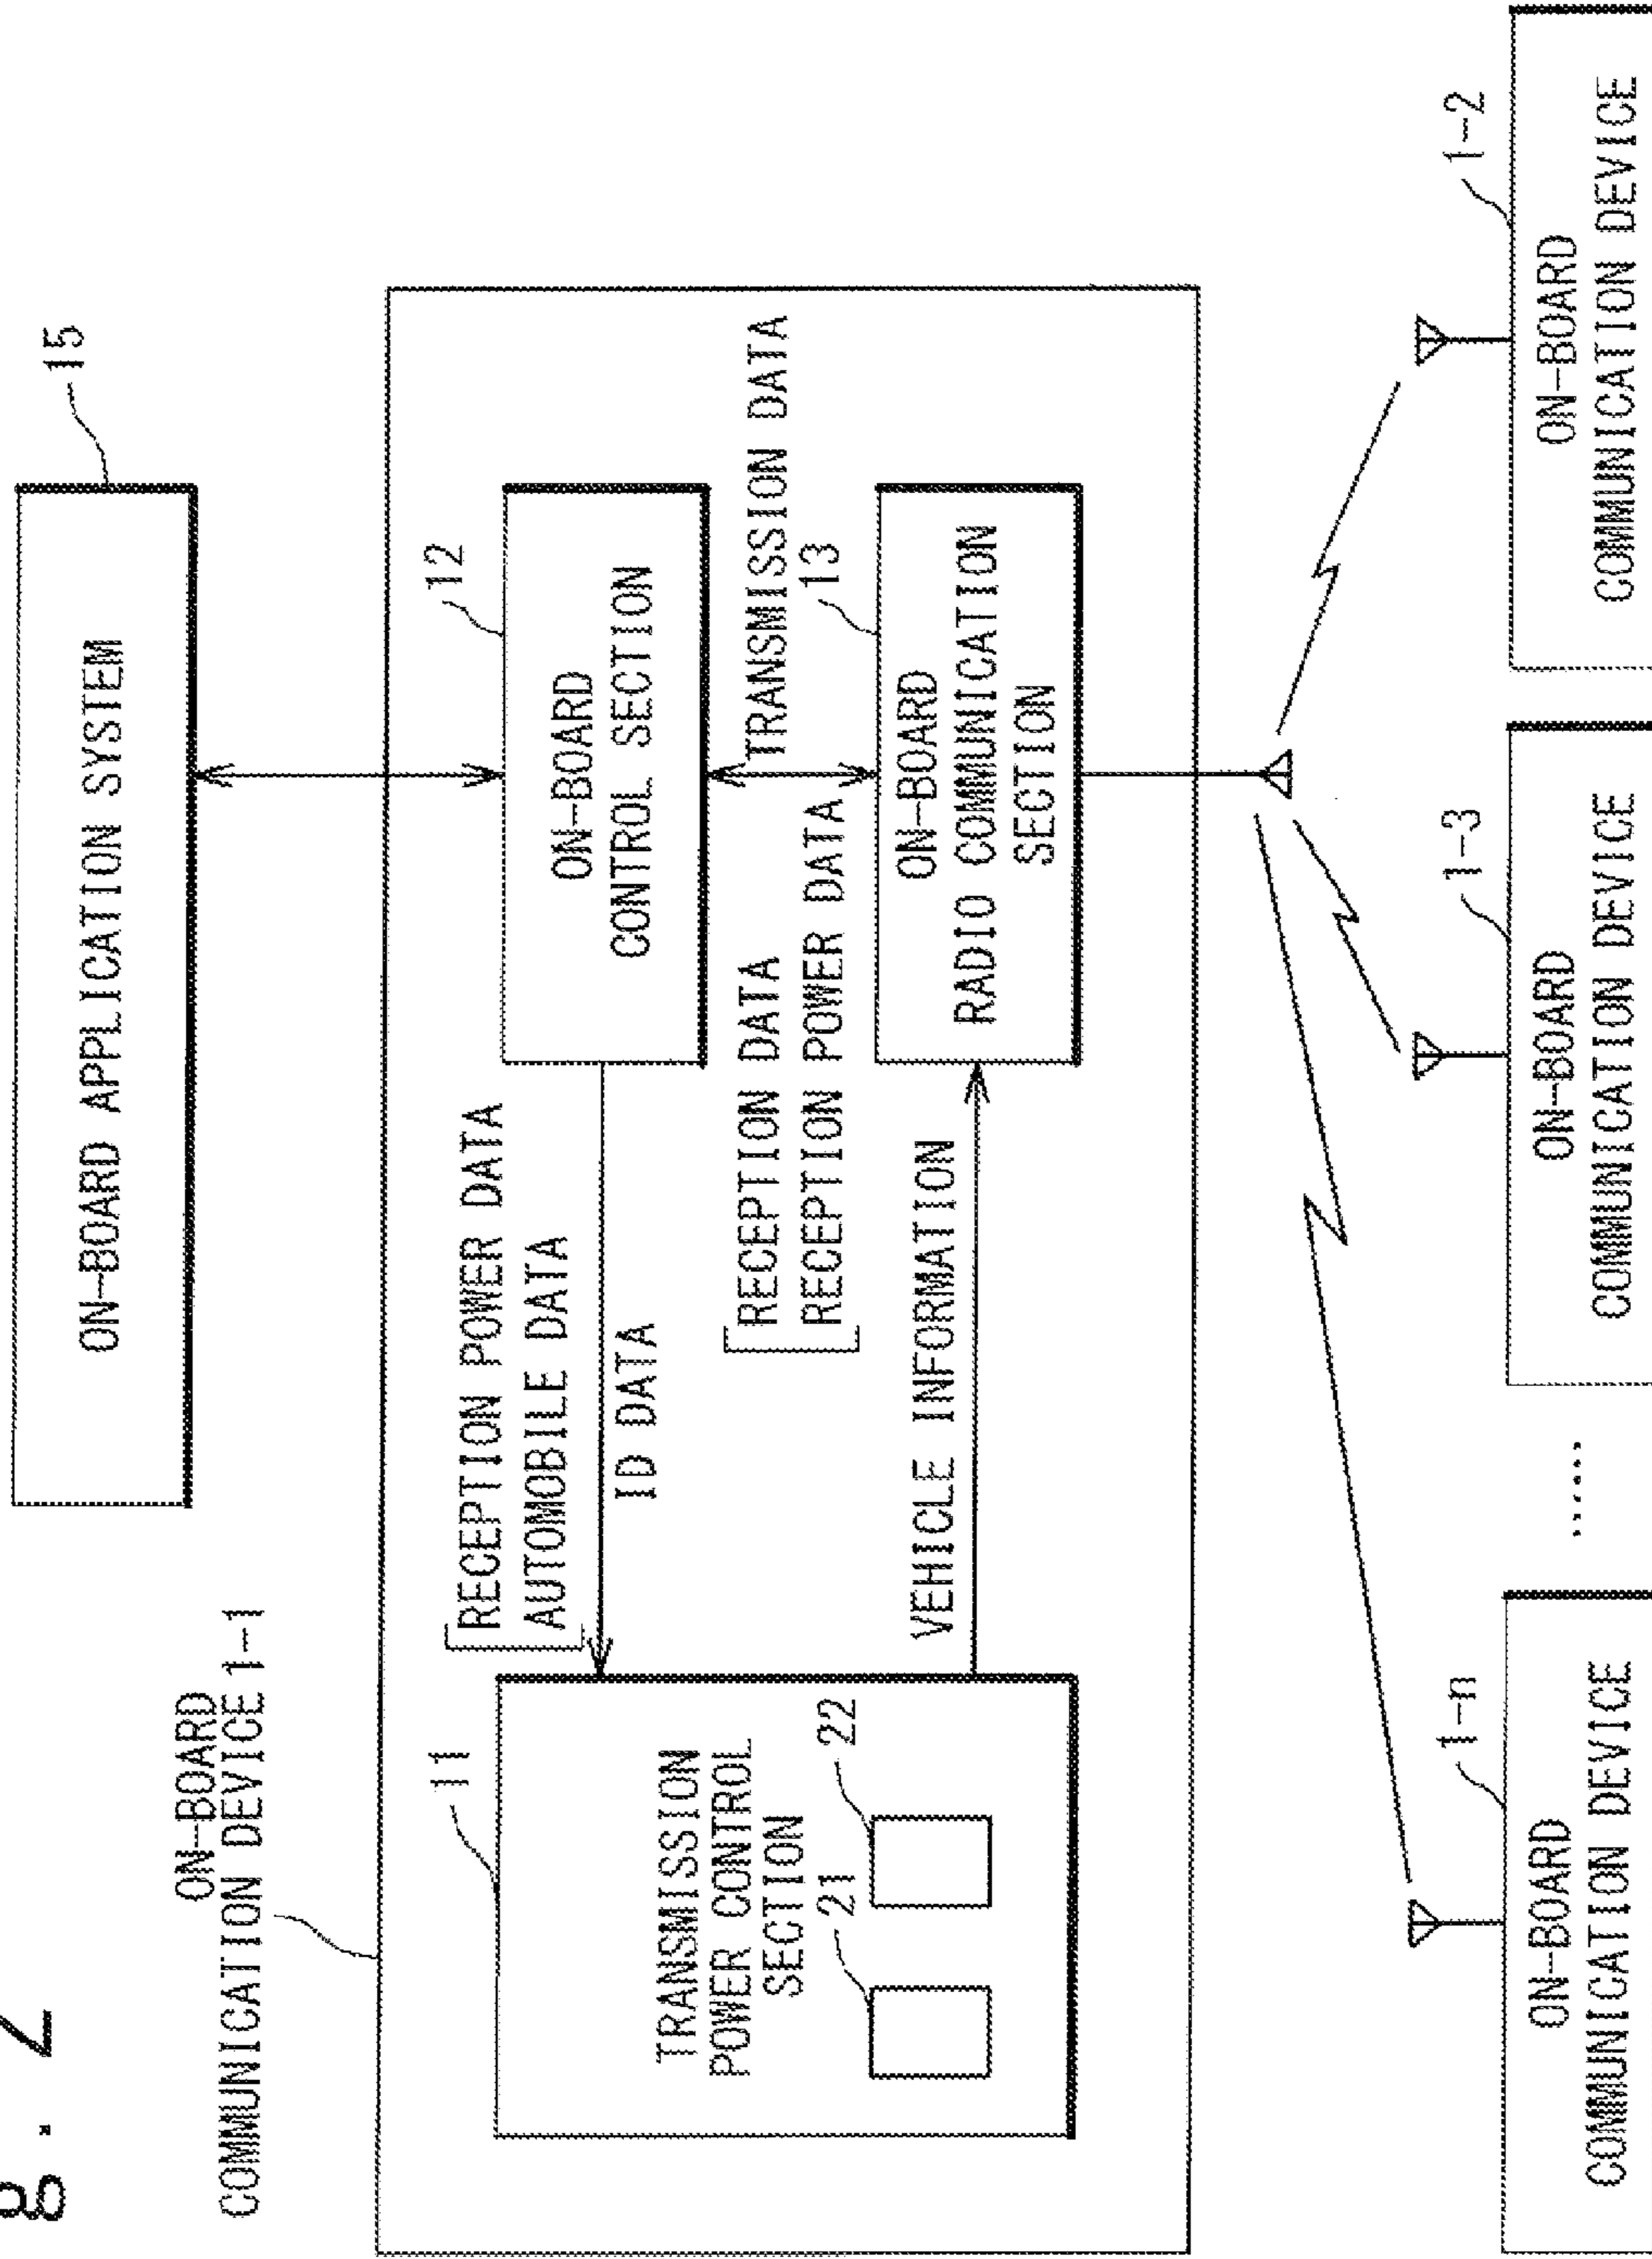 g. 2
ON-BOARD APPLICATION SYSTEM
15
ON-BOARD
COMMUNICATION DEVICE 1-1
11
TRANSMISSION
POWER CONTROL
SECTION
21
22
RECEPTION POWER DATA
AUTOMOBILE DATA
ID DATA
12
ON-BOARD
CONTROL SECTION
RECEPTION DATA
RECEPTION POWER DATA
TRANSMISSION DATA
VEHICLE INFORMATION
13
ON-BOARD
RADIO COMMUNICATION
SECTION
1-n
ON-BOARD
COMMUNICATION DEVICE
......
1-3
ON-BOARD
COMMUNICATION DEVICE
1-2
ON-BOARD
COMMUNICATION DEVICE